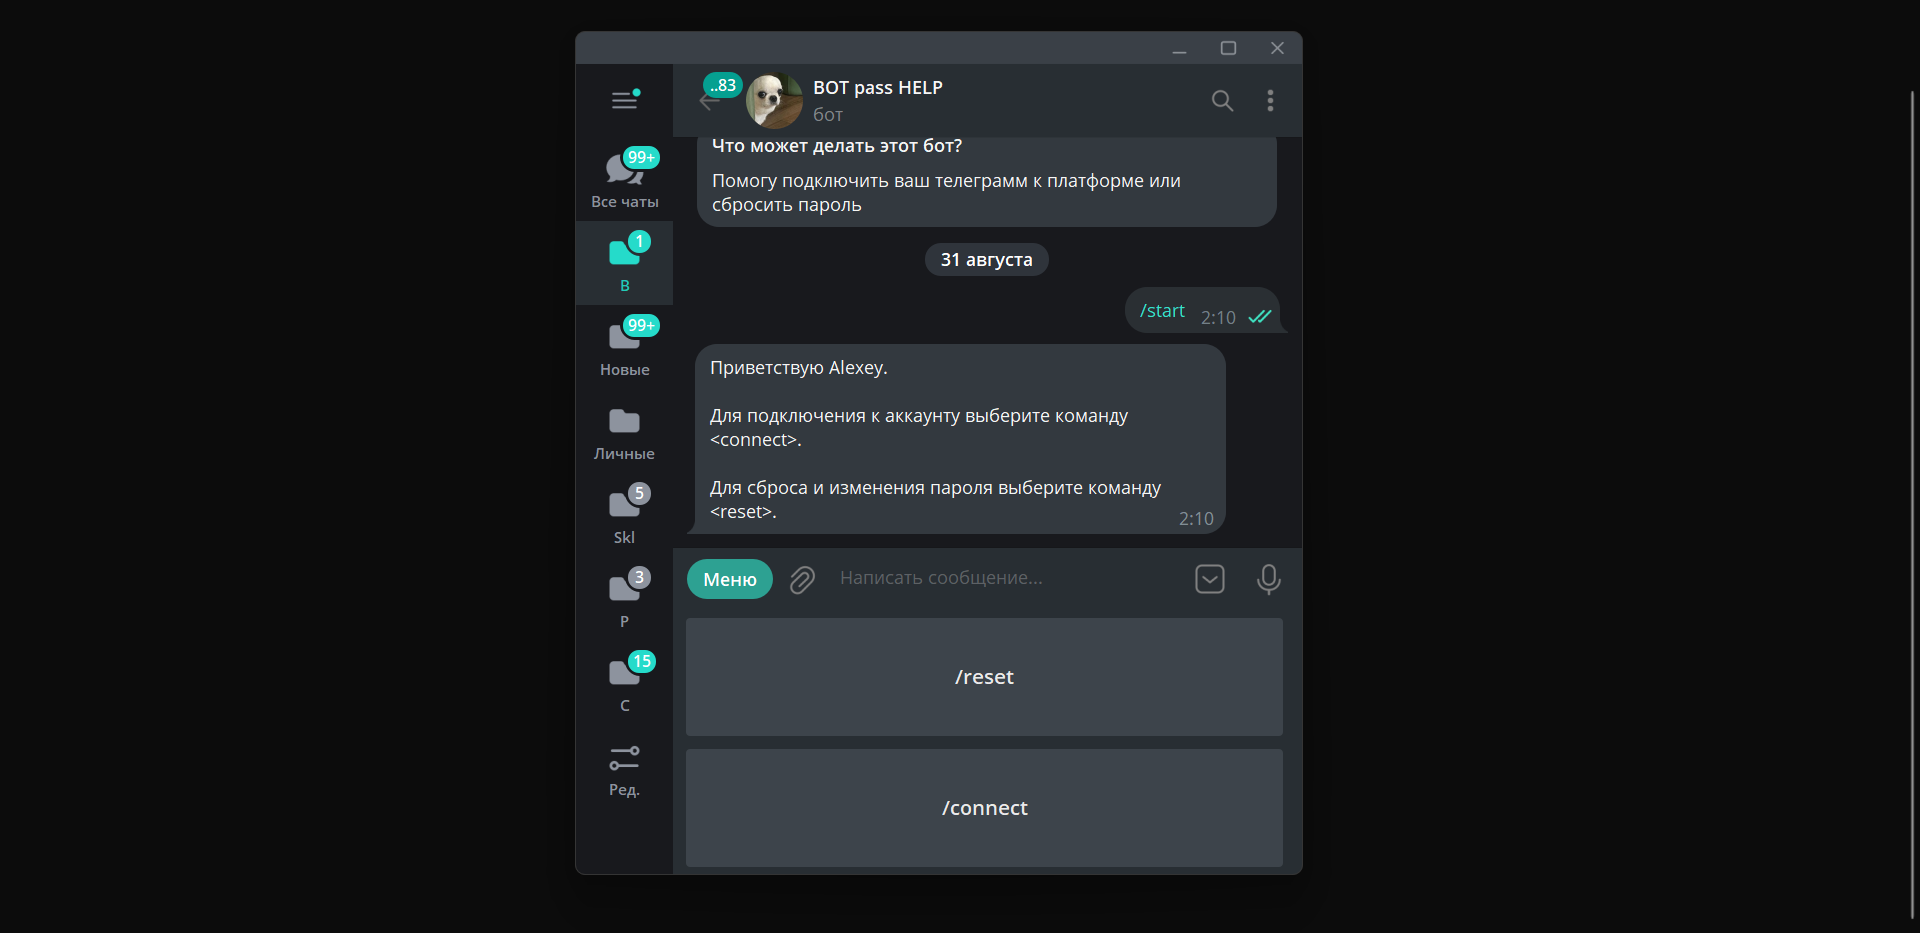 ..83
BOT pass HELP
бот
99+
Все чаты
1
В
99+
Новые
Личные
5
Skl
3
P
15
C
Ред.
Что может делать этот бот?
Помогу подключить ваш телеграмм к платформе или
сбросить пароль
31 августа
/start 2:10
Приветствую Alexey.
Для подключения к аккаунту выберите команду
<connect>.
Для сброса и изменения пароля выберите команду
<reset>.
2:10
Меню
Написать сообщение...
/reset
/connect